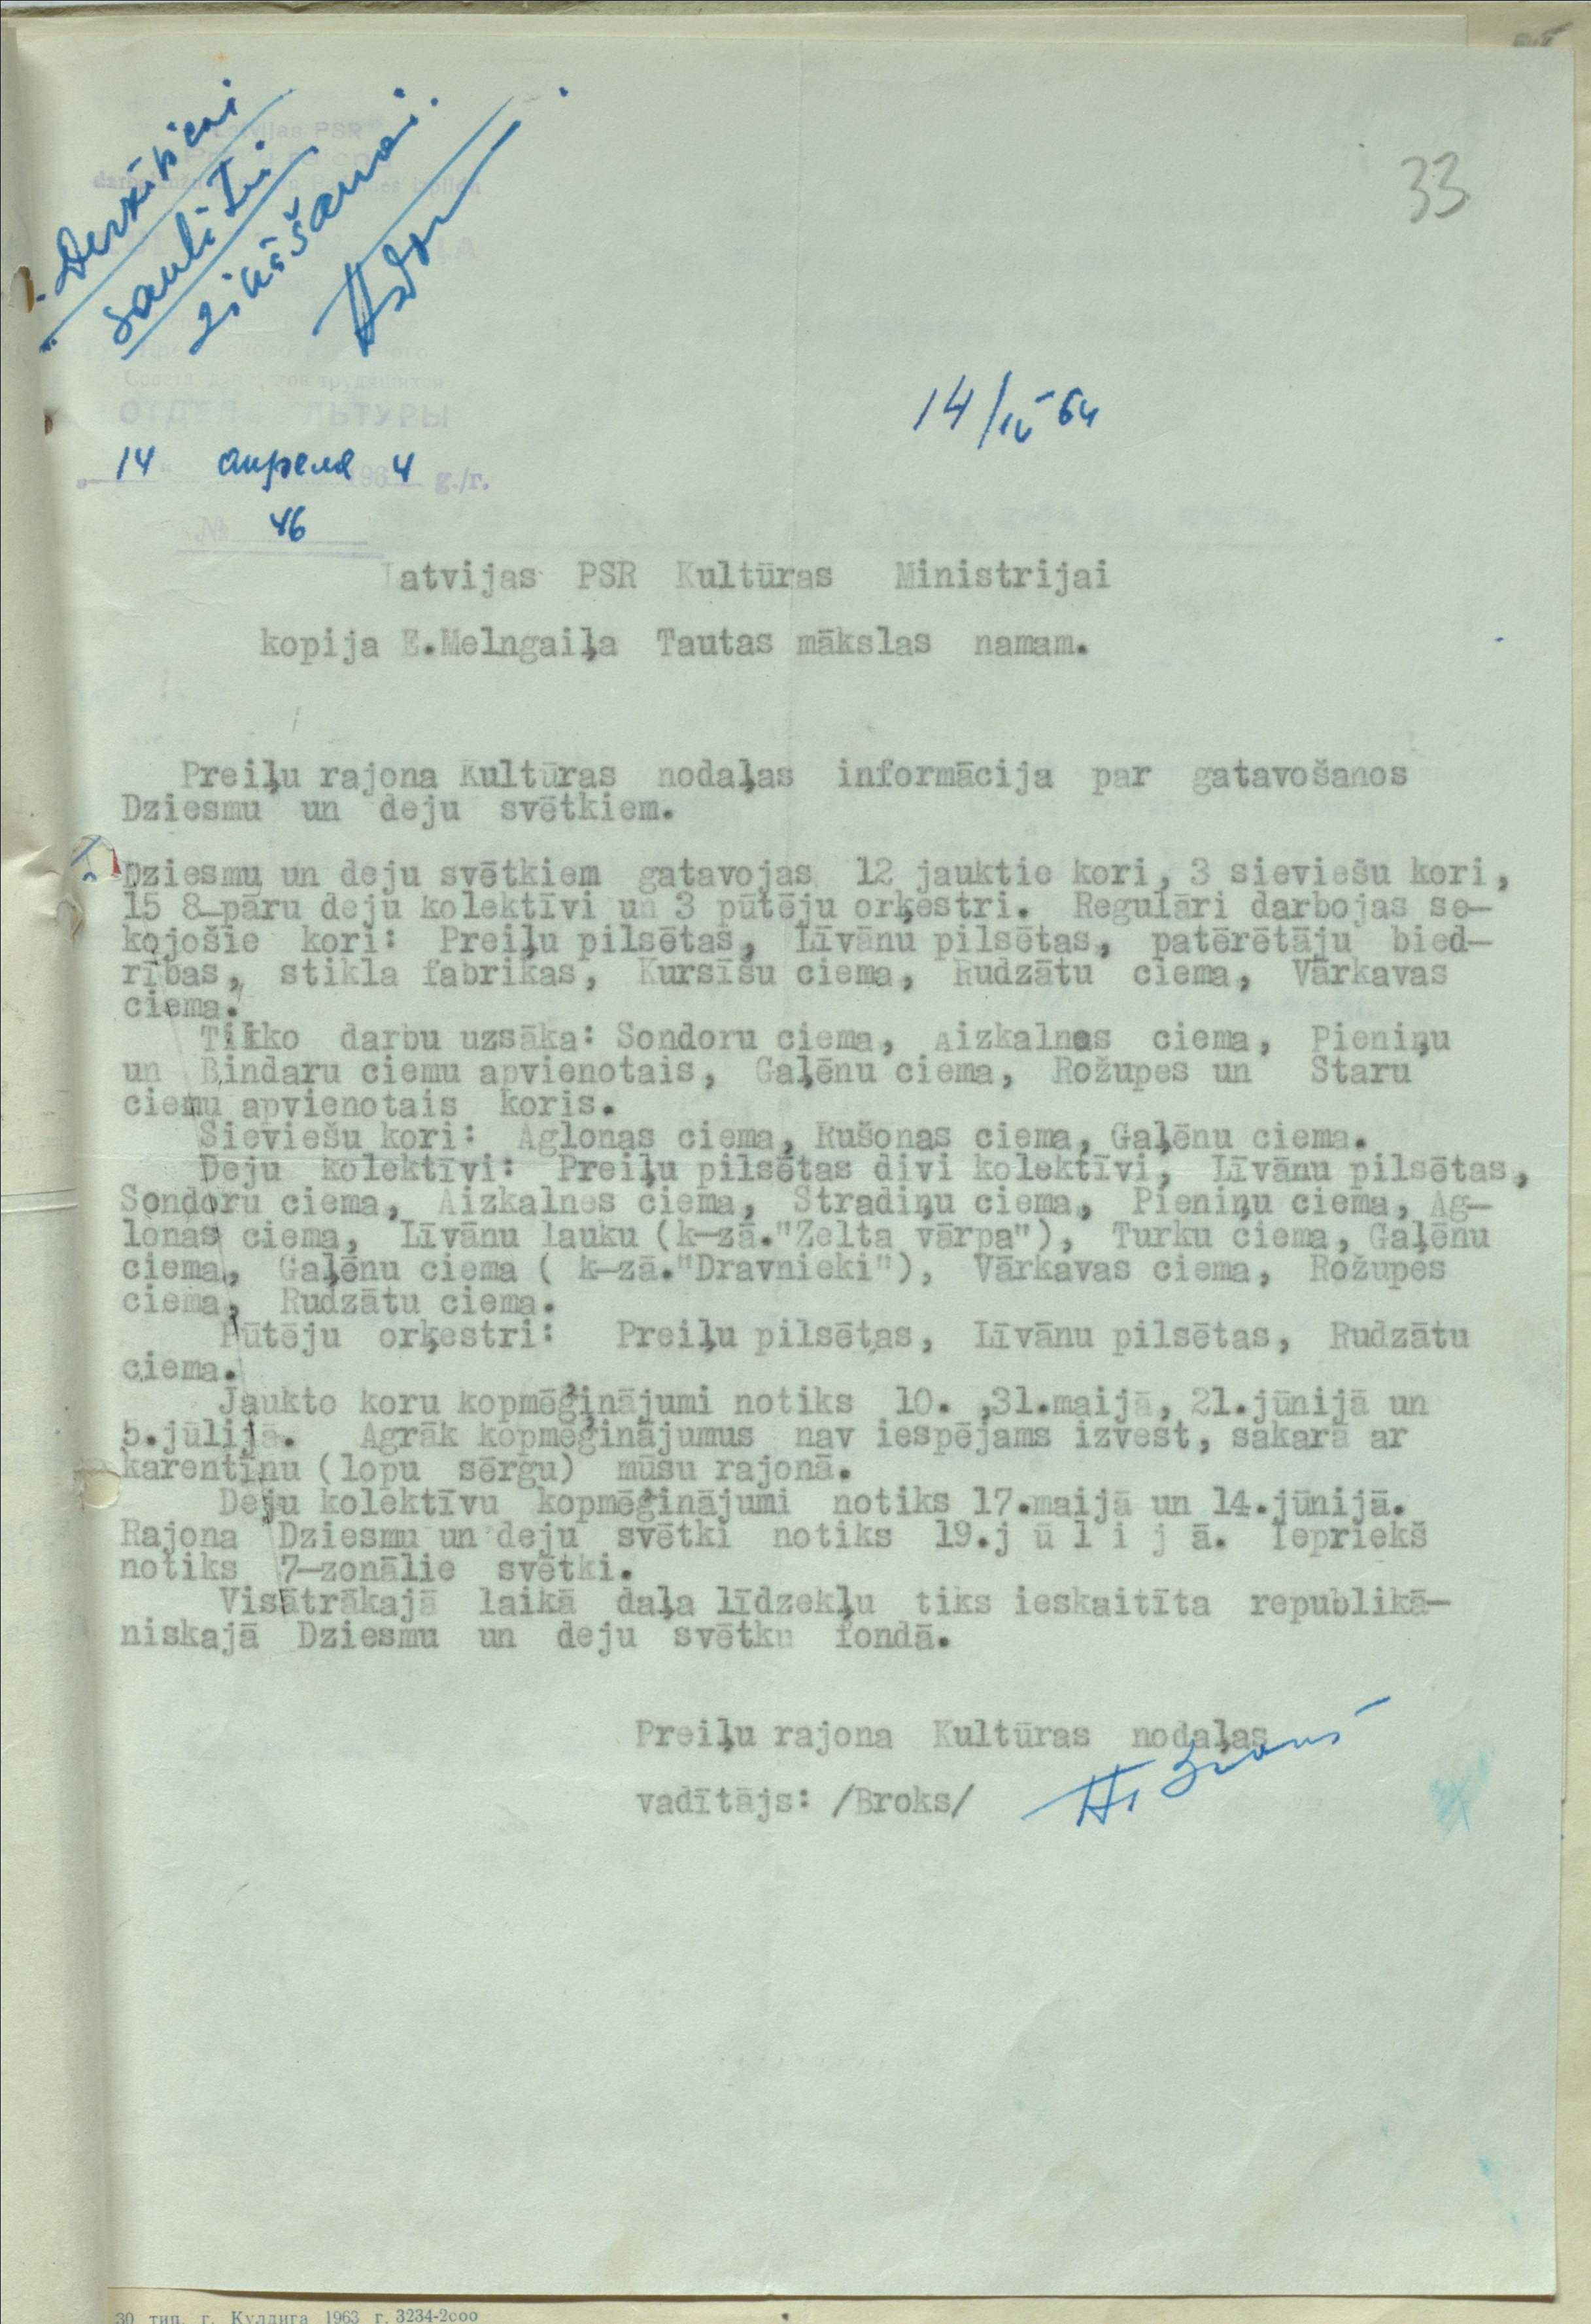 33
Latvijas PSR
ОТДЕЛ КУЛЬТУРЫ
14/IV 64
"14" апреля 1964 g./г.
№ 46
Latvijas PSR Kultūras Ministrijai
kopija E.Melngaiļa Tautas mākslas namam.
Preiļu rajona Kultūras nodaļas informācija par gatavošanos
Dziesmu un deju svētkiem.
Dziesmu un deju svētkiem gatavojas 12 jauktie kori, 3 sieviešu kori,
15 8-pāru deju kolektīvi un 3 pūtēju orķestri. Regulāri darbojas se-
kojošie kori: Preiļu pilsētas, Līvānu pilsētas, patērētāju bied-
rības, stikla fabrikas, Kursīšu ciema, Rudzātu ciema, Vārkavas
ciema.
Tikko darbu uzsāka: Sondoru ciema, Aizkalnes ciema, Pieniņu
un Bindaru ciemu apvienotais, Gaļēnu ciema, Rožupes un Staru
ciemu apvienotais koris.
Sieviešu kori: Aglonas ciema, Rušonas ciema, Gaļēnu ciema.
Deju kolektīvi: Preiļu pilsētas divi kolektīvi, Līvānu pilsētas,
Sondoru ciema, Aizkalnes ciema, Stradiņu ciema, Pieniņu ciema, Ag-
lonas ciema, Līvānu lauku (k-zā."Zelta vārpa"), Turku ciema, Gaļēnu
ciema, Gaļēnu ciema ( k-zā."Dravnieki"), Vārkavas ciema, Rožupes
ciema, Rudzātu ciema.
Pūtēju orķestri: Preiļu pilsētas, Līvānu pilsētas, Rudzātu
ciema.
Jaukto koru kopmēģinājumi notiks 10. ,31.maijā, 21.jūnijā un
5.jūlijā. Agrāk kopmēģinājumus nav iespējams izvest, sakarā ar
karentīnu (lopu sērgu) mūsu rajonā.
Deju kolektīvu kopmēģinājumi notiks 17.maijā un 14.jūnijā.
Rajona Dziesmu un deju svētki notiks 19.j ū l i j ā. Iepriekš
notiks 7-zonālie svētki.
Visātrākajā laikā daļa līdzekļu tiks ieskaitīta republikā-
niskajā Dziesmu un deju svētku fondā.
Preiļu rajona Kultūras nodaļas
vadītājs: /Broks/
30 тип. г. Кулдига 1963 г. 3234-2000